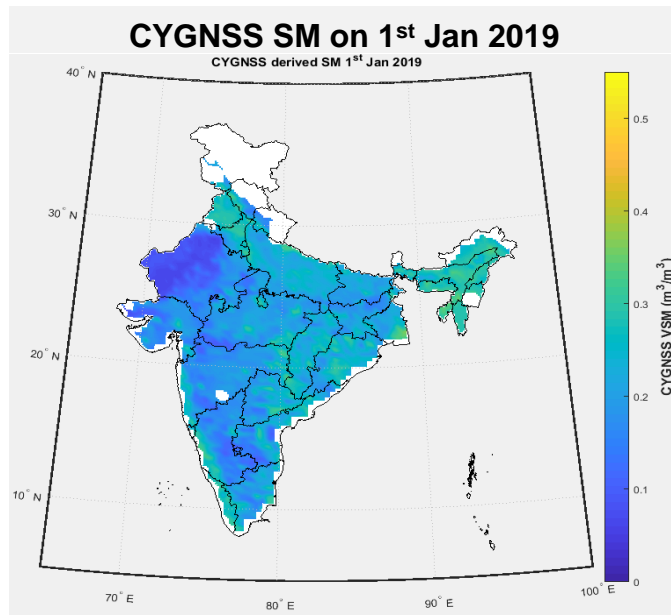 CYGNSS SM on 1st Jan 2019
CYGNSS derived SM 1st Jan 2019
40° N
30° N
20° N
10° N
70° E
80° E
90° E
100° E
0.5
0.4
0.3
0.2
0.1
0
CYGNSS VSM (m³/m³)